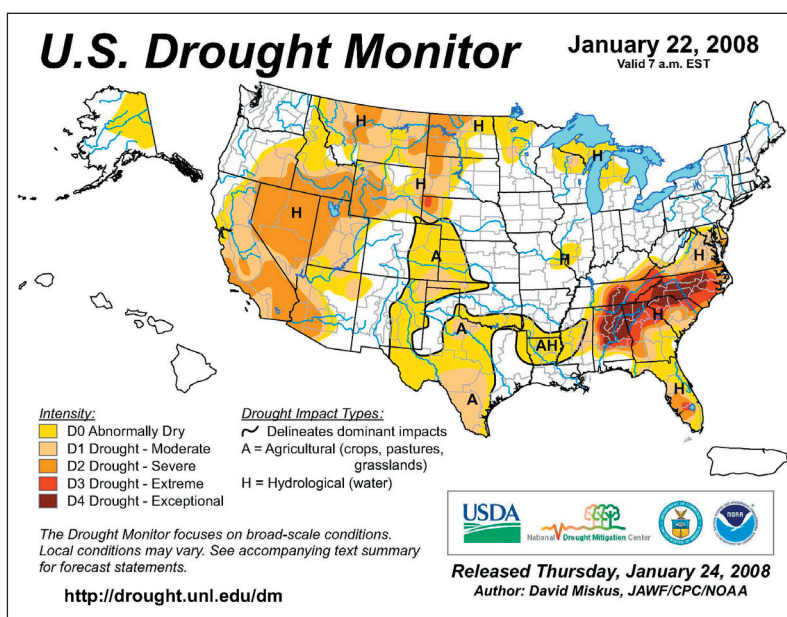 U.S. Drought Monitor
January 22, 2008
Valid 7 a.m. EST
H
H
H
H
H
H
A
H
H
A
AH
H
A
H
Intensity:
D0 Abnormally Dry
D1 Drought - Moderate
D2 Drought - Severe
D3 Drought - Extreme
D4 Drought - Exceptional
Drought Impact Types:
Delineates dominant impacts
A = Agricultural (crops, pastures,
grasslands)
H = Hydrological (water)
The Drought Monitor focuses on broad-scale conditions.
Local conditions may vary. See accompanying text summary
for forecast statements.
http://drought.unl.edu/dm
USDA
National Drought Mitigation Center
NOAA
Released Thursday, January 24, 2008
Author: David Miskus, JAWF/CPC/NOAA